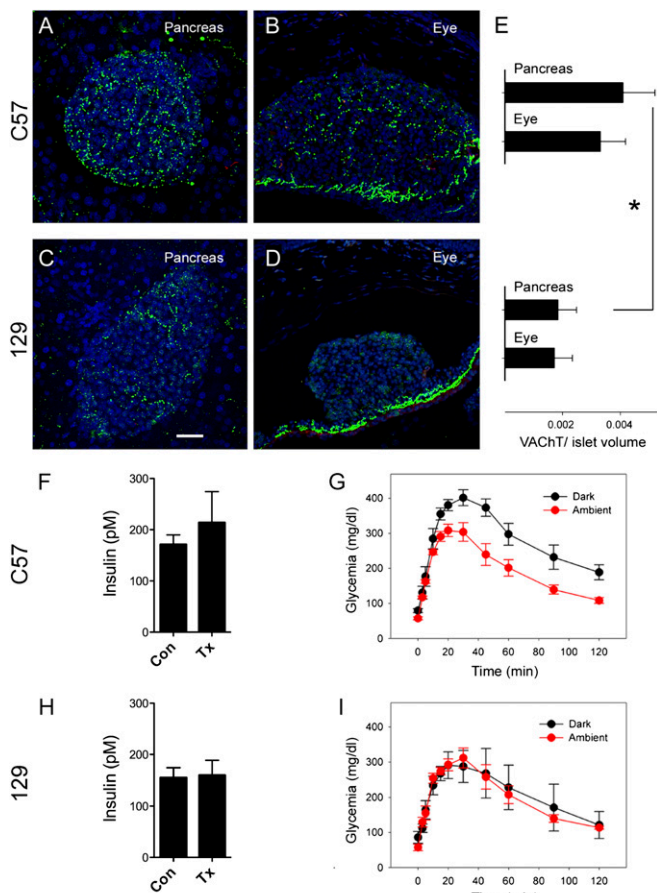 A
Pancreas
B
Eye
E
C57
Pancreas
Eye
*
C
Pancreas
D
Eye
129
Pancreas
Eye
0.002 0.004
VAChT/ islet volume
F
C57
Insulin (pM)
300
200
100
0
Con Tx
G
Glycemia (mg/dl)
400
300
200
100
0
Dark
Ambient
0 20 40 60 80 100 120
Time (min)
H
129
Insulin (pM)
300
200
100
0
Con Tx
I
Glycemia (mg/dl)
400
300
200
100
0
Dark
Ambient
0 20 40 60 80 100 120